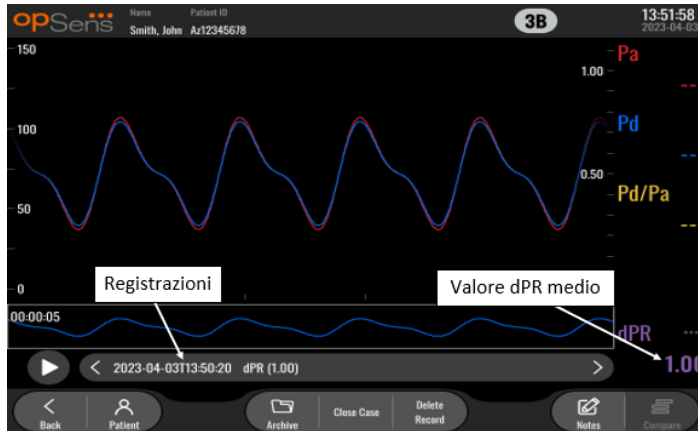 opSens
Name Patient ID
Smith, John Az12345678
3B
13:51:58
2023-04-03
150
1.00
Pa
--
100
Pd
--
0.50
Pd/Pa
50
--
Registrazioni
Valore dPR medio
0
00:00:05
dPR
---
1.00
2023-04-03T13:50:20 dPR (1.00)
Back
Patient
Archive
Close Case
Delete
Record
Notes
Compare